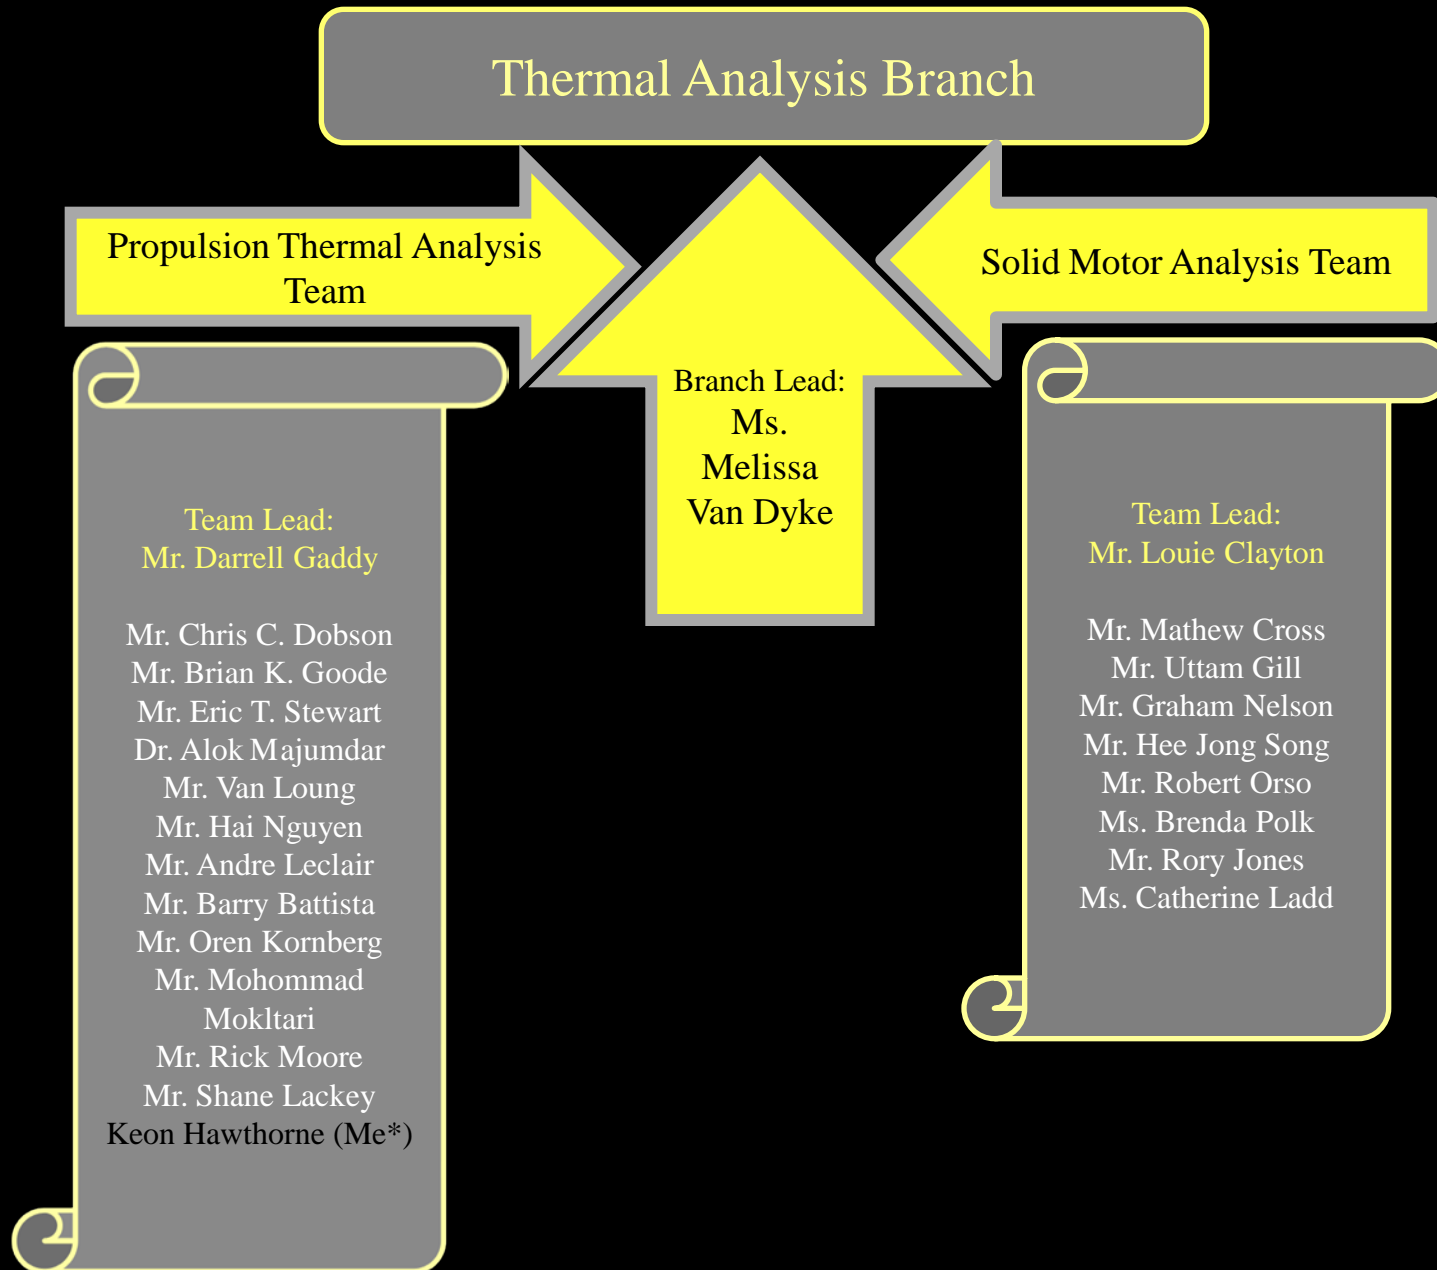 Thermal Analysis Branch
Propulsion Thermal Analysis
Team
Solid Motor Analysis Team
Branch Lead:
Ms.
Melissa
Van Dyke
Team Lead:
Mr. Darrell Gaddy
Mr. Chris C. Dobson
Mr. Brian K. Goode
Mr. Eric T. Stewart
Dr. Alok Majumdar
Mr. Van Loung
Mr. Hai Nguyen
Mr. Andre Leclair
Mr. Barry Battista
Mr. Oren Kornberg
Mr. Mohommad
Mokltari
Mr. Rick Moore
Mr. Shane Lackey
Keon Hawthorne (Me*)
Team Lead:
Mr. Louie Clayton
Mr. Mathew Cross
Mr. Uttam Gill
Mr. Graham Nelson
Mr. Hee Jong Song
Mr. Robert Orso
Ms. Brenda Polk
Mr. Rory Jones
Ms. Catherine Ladd